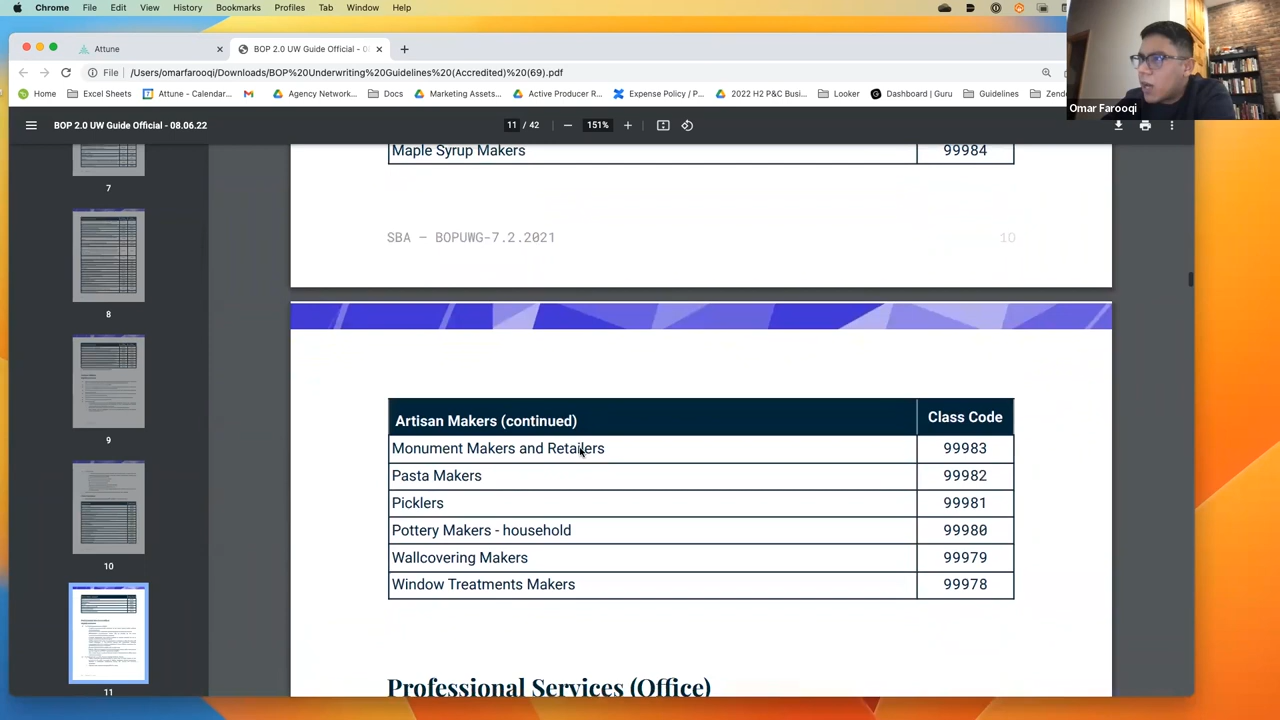 Chrome File Edit View History Bookmarks Profiles Tab Window Help
Attune
BOP 2.0 UW Guide Official - 0
File /Users/omarfarooqi/Downloads/BOP%20Underwriting%20Guidelines%20(Accredited)%20(69).pdf
Home Excel Sheets Attune - Calendar... Agency Network... Docs Marketing Assets... Active Producer R... Expense Policy / P... 2022 H2 P&C Busi... Looker Dashboard | Guru Guidelines Zend
Omar Farooqi
BOP 2.0 UW Guide Official - 08.06.22
11 / 42
151%
7
8
9
10
11
Maple Syrup Makers 99984
SBA – BOPUWG-7.2.2021 10
Artisan Makers (continued) Class Code
Monument Makers and Retailers 99983
Pasta Makers 99982
Picklers 99981
Pottery Makers - household 99980
Wallcovering Makers 99979
Window Treatments Makers 99978
Professional Services (Office)